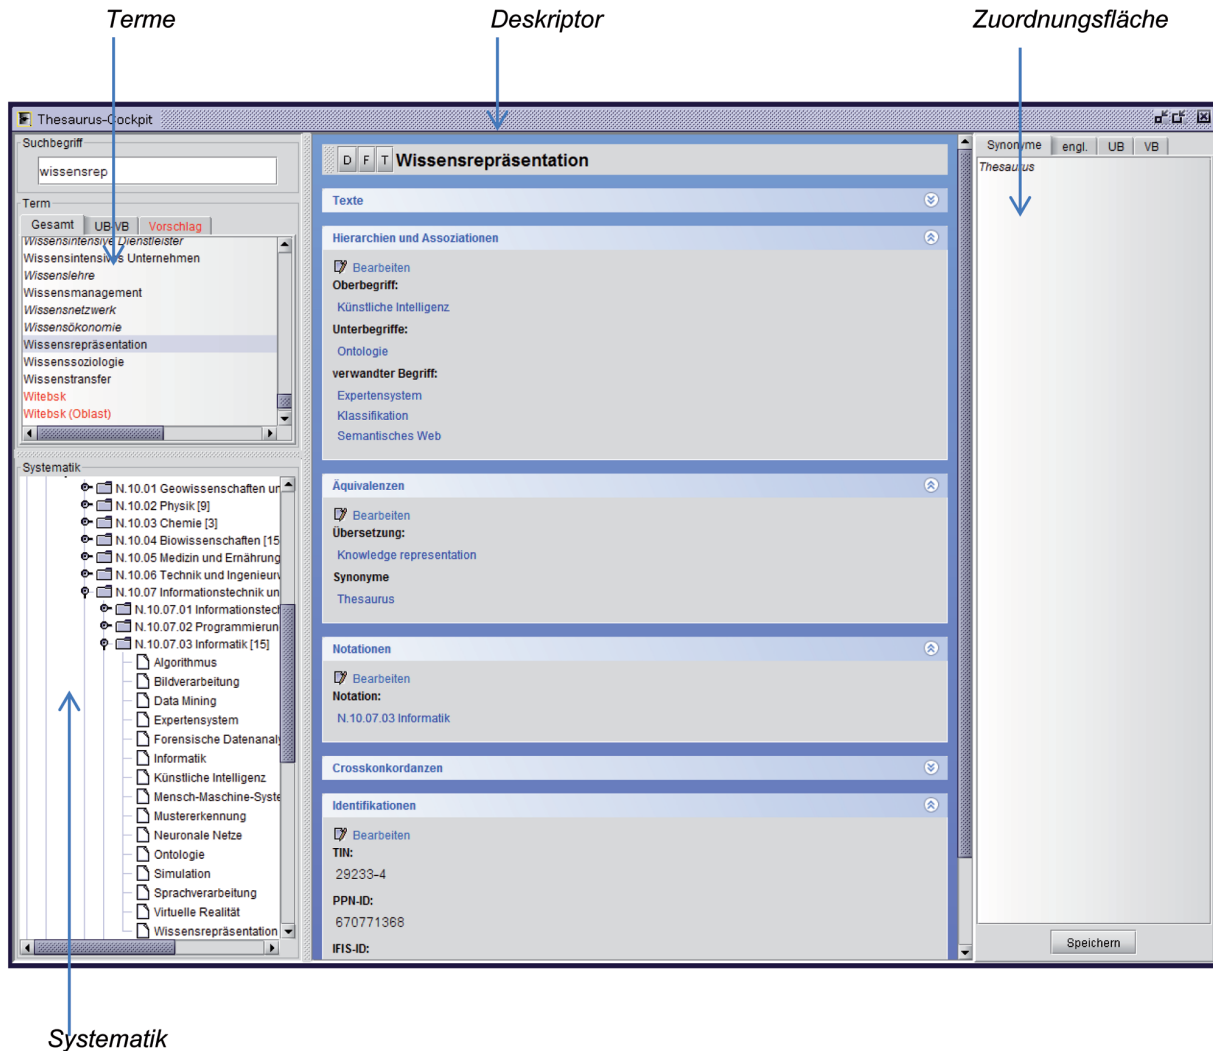 Terme
Deskriptor
Zuordnungsfläche
Thesaurus-Cockpit
Suchbegriff
wissensrep
Term
Gesamt UB-VB Vorschlag
Wissensintensive Dienstleister
Wissensintensives Unternehmen
Wissenslehre
Wissensmanagement
Wissensnetzwerk
Wissensökonomie
Wissensrepräsentation
Wissenssoziologie
Wissenstransfer
Witebsk
Witebsk (Oblast)
Systematik
N.10.01 Geowissenschaften un
N.10.02 Physik [9]
N.10.03 Chemie [3]
N.10.04 Biowissenschaften [15
N.10.05 Medizin und Ernährung
N.10.06 Technik und Ingenieurv
N.10.07 Informationstechnik un
N.10.07.01 Informationstech
N.10.07.02 Programmierun
N.10.07.03 Informatik [15]
Algorithmus
Bildverarbeitung
Data Mining
Expertensystem
Forensische Datenanaly
Informatik
Künstliche Intelligenz
Mensch-Maschine-Syste
Mustererkennung
Neuronale Netze
Ontologie
Simulation
Sprachverarbeitung
Virtuelle Realität
Wissensrepräsentation
D F T Wissensrepräsentation
Texte
Hierarchien und Assoziationen
Bearbeiten
Oberbegriff:
Künstliche Intelligenz
Unterbegriffe:
Ontologie
verwandter Begriff:
Expertensystem
Klassifikation
Semantisches Web
Äquivalenzen
Bearbeiten
Übersetzung:
Knowledge representation
Synonyme
Thesaurus
Notationen
Bearbeiten
Notation:
N.10.07.03 Informatik
Crosskonkordanzen
Identifikationen
Bearbeiten
TIN:
29233-4
PPN-ID:
670771368
IFIS-ID:
Synonyme engl. UB VB
Thesaurus
Speichern
Systematik